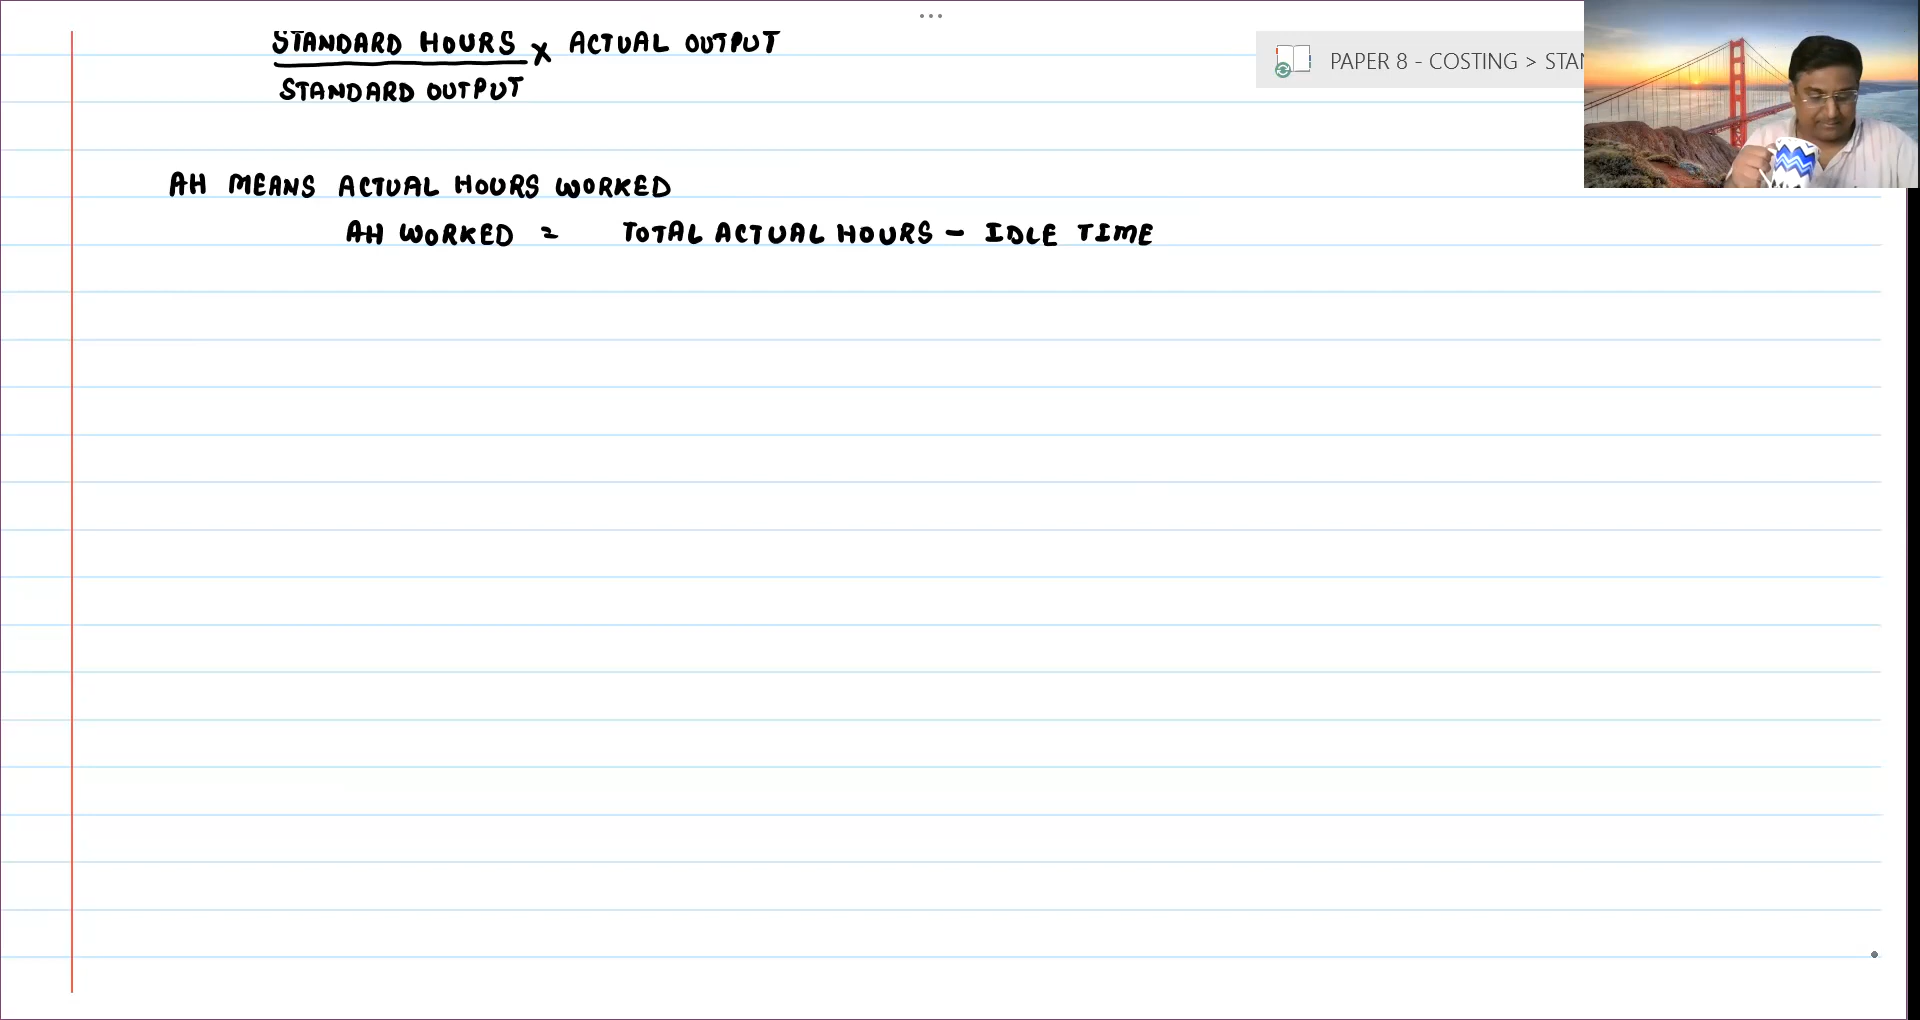 STANDARD HOURS × ACTUAL OUTPUT
STANDARD OUTPUT
PAPER 8 - COSTING > STAN
AH MEANS ACTUAL HOURS WORKED
AH WORKED = TOTAL ACTUAL HOURS - IDLE TIME